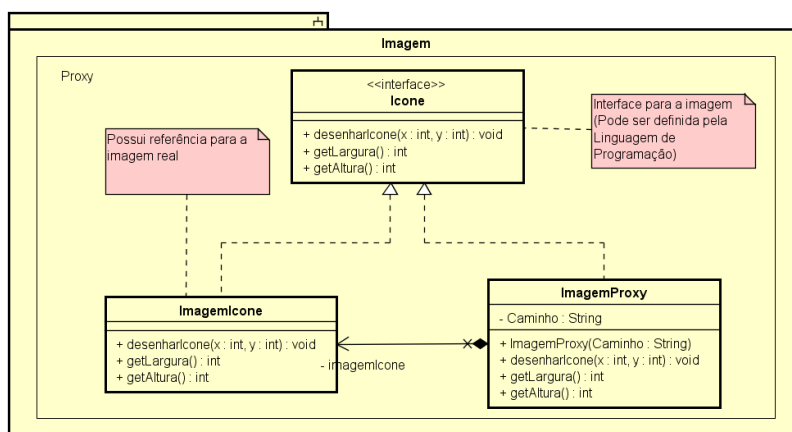 Imagem
Proxy
<<interface>>
Icone
+ desenharIcone(x : int, y : int) : void
+ getLargura() : int
+ getAltura() : int
Interface para a imagem
(Pode ser definida pela
Linguagem de
Programação)
Possui referência para a
imagem real
ImagemIcone
+ desenharIcone(x : int, y : int) : void
+ getLargura() : int
+ getAltura() : int
- imagemIcone
ImagemProxy
- Caminho : String
+ ImagemProxy(Caminho : String)
+ desenharIcone(x : int, y : int) : void
+ getLargura() : int
+ getAltura() : int